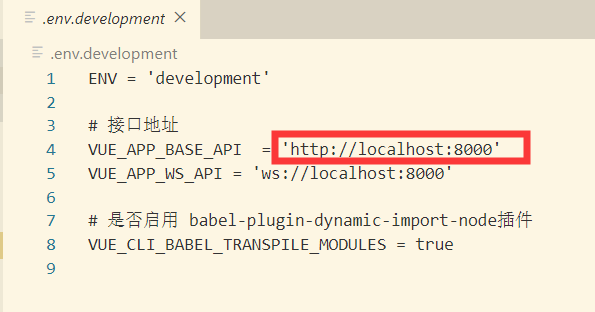 .env.development ×
.env.development
1 ENV = 'development'
2
3 # 接口地址
4 VUE_APP_BASE_API  = 'http://localhost:8000'
5 VUE_APP_WS_API = 'ws://localhost:8000'
6
7 # 是否启用 babel-plugin-dynamic-import-node插件
8 VUE_CLI_BABEL_TRANSPILE_MODULES = true
9